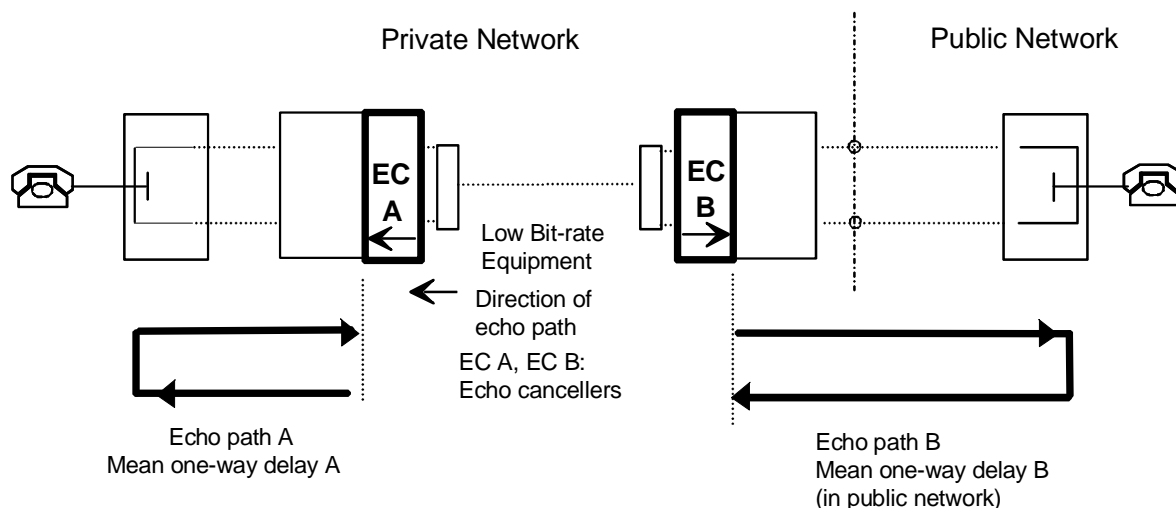 Private Network
Public Network
EC
A
EC
B
Low Bit-rate
Equipment
Direction of
echo path
EC A, EC B:
Echo cancellers
Echo path A
Mean one-way delay A
Echo path B
Mean one-way delay B
(in public network)